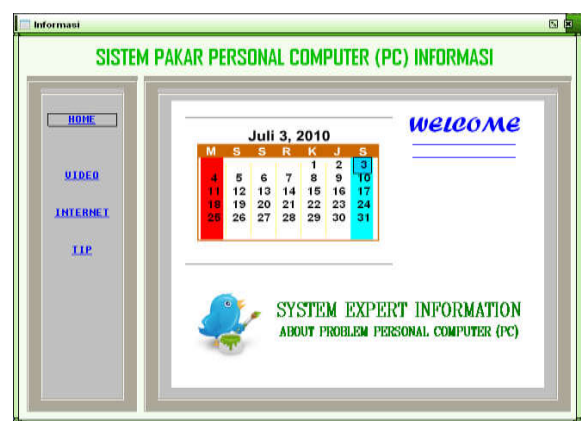 Informasi
SISTEM PAKAR PERSONAL COMPUTER (PC) INFORMASI
HOME
VIDEO
INTERNET
TIP
WELCOME
Juli 3, 2010
M S S R K J S
1 2 3
4 5 6 7 8 9 10
11 12 13 14 15 16 17
18 19 20 21 22 23 24
25 26 27 28 29 30 31
SYSTEM EXPERT INFORMATION
ABOUT PROBLEM PERSONAL COMPUTER (PC)